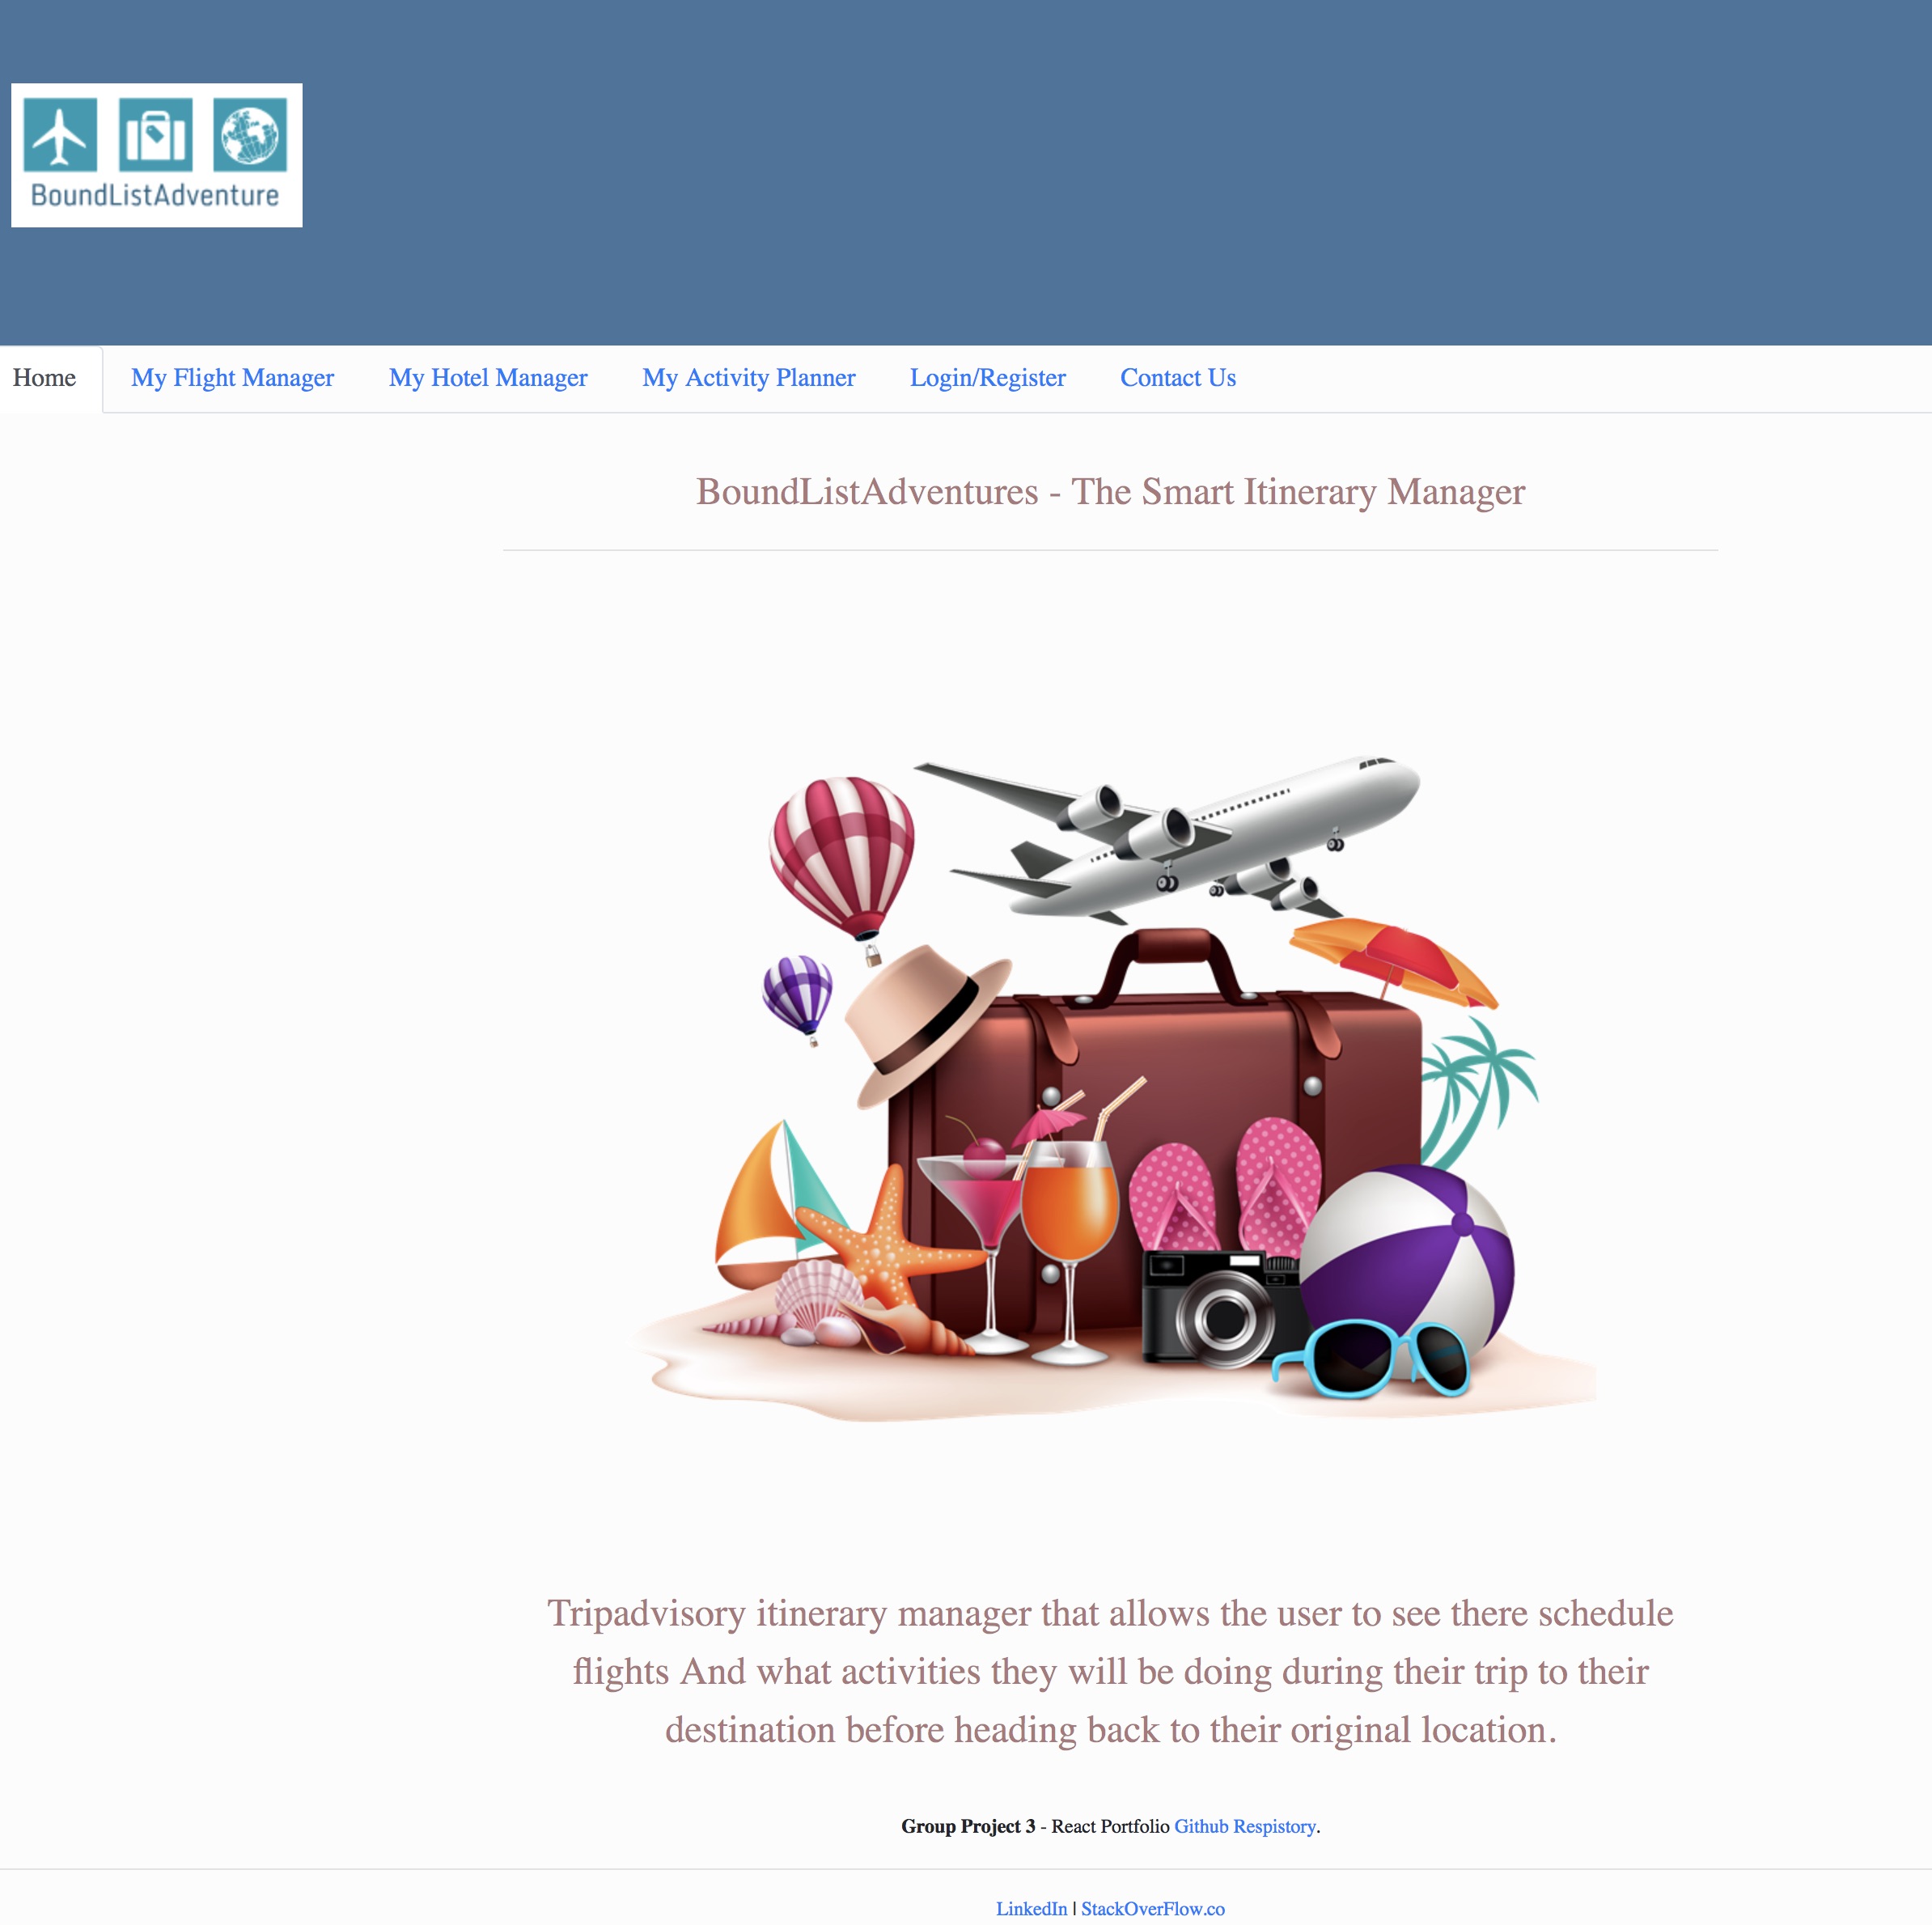 BoundListAdventure
Home My Flight Manager My Hotel Manager My Activity Planner Login/Register Contact Us
BoundListAdventures - The Smart Itinerary Manager
Tripadvisory itinerary manager that allows the user to see there schedule
flights And what activities they will be doing during their trip to their
destination before heading back to their original location.
Group Project 3 - React Portfolio Github Respistory.
LinkedIn | StackOverFlow.co